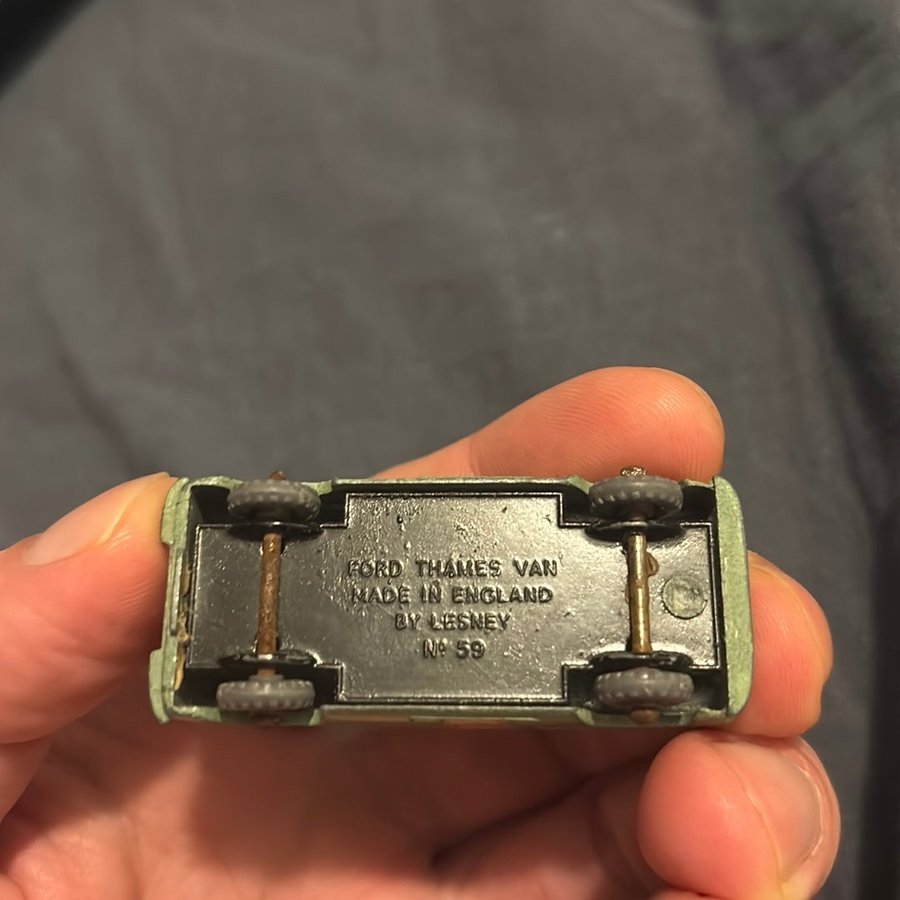 FORD THAMES VAN
MADE IN ENGLAND
BY LESNEY
Nº 59